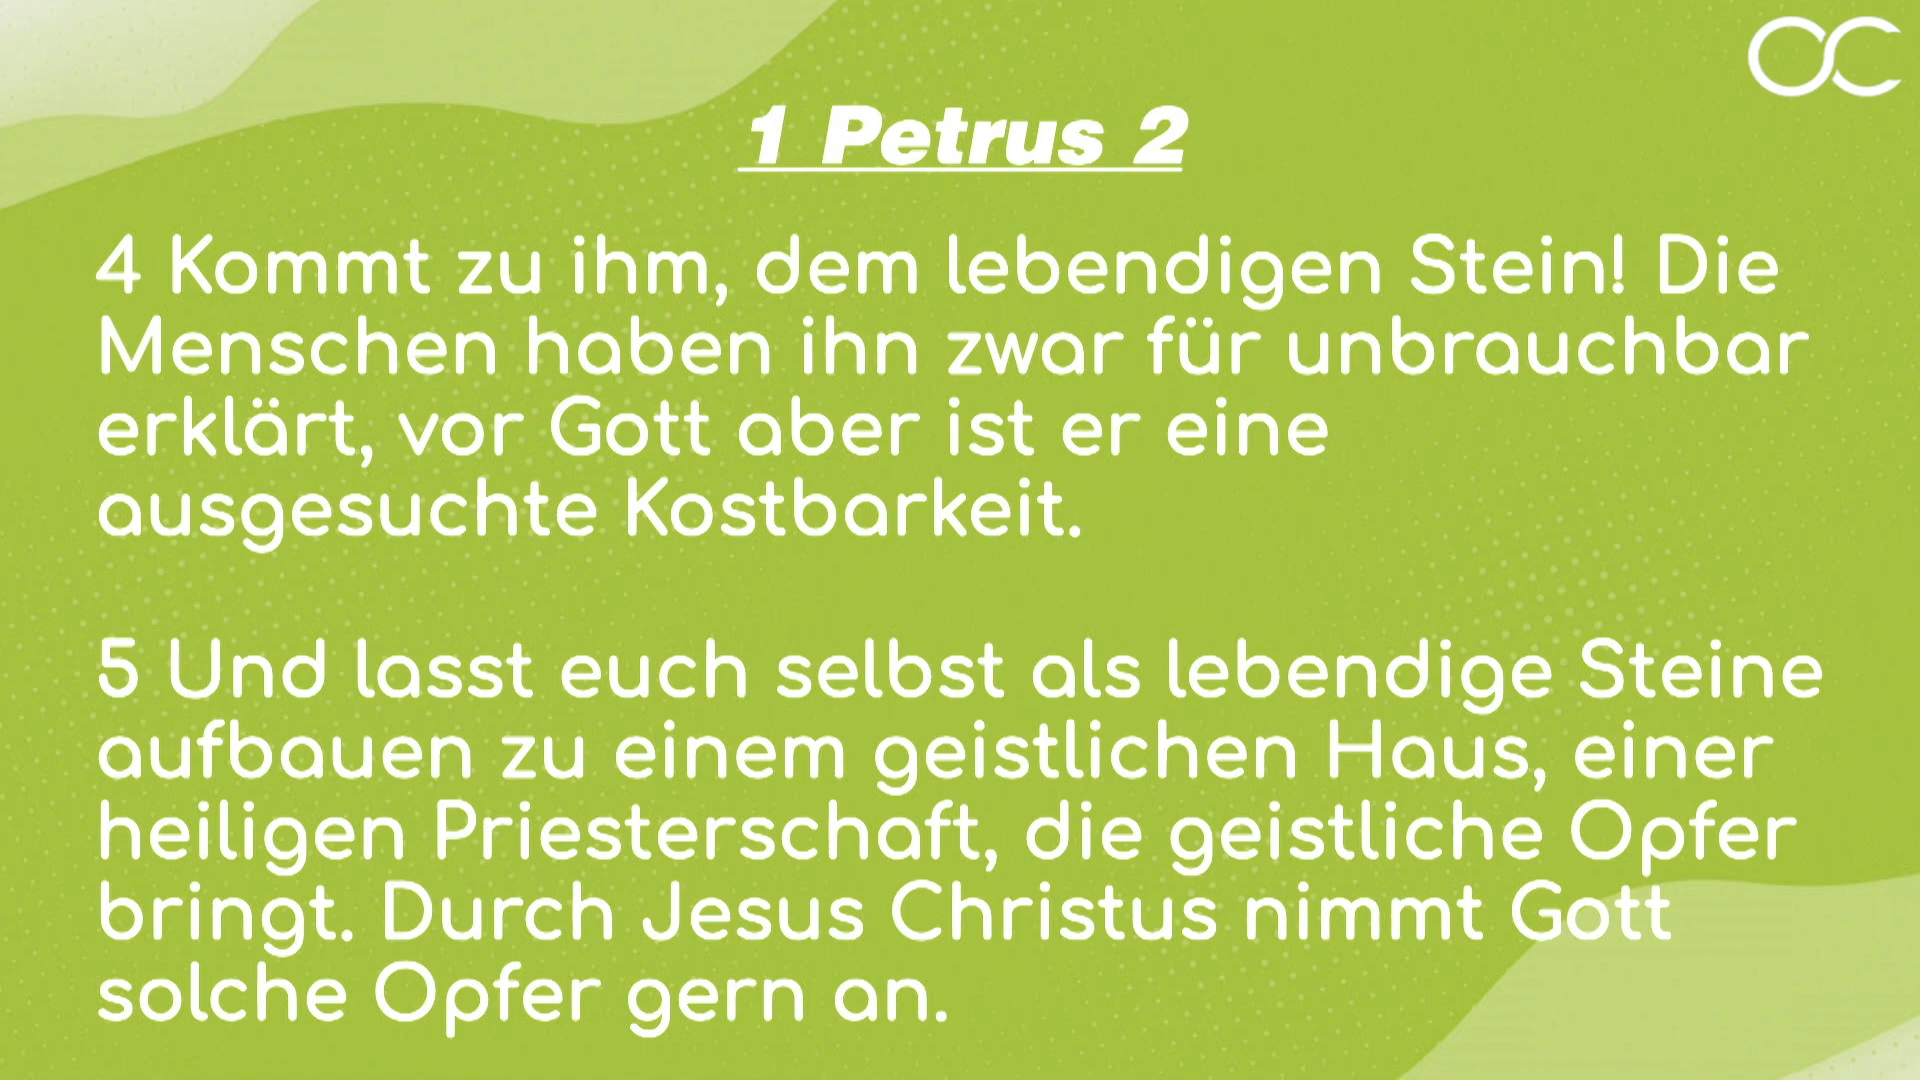 OC
1 Petrus 2
4 Kommt zu ihm, dem lebendigen Stein! Die
Menschen haben ihn zwar für unbrauchbar
erklärt, vor Gott aber ist er eine
ausgesuchte Kostbarkeit.
5 Und lasst euch selbst als lebendige Steine
aufbauen zu einem geistlichen Haus, einer
heiligen Priesterschaft, die geistliche Opfer
bringt. Durch Jesus Christus nimmt Gott
solche Opfer gern an.